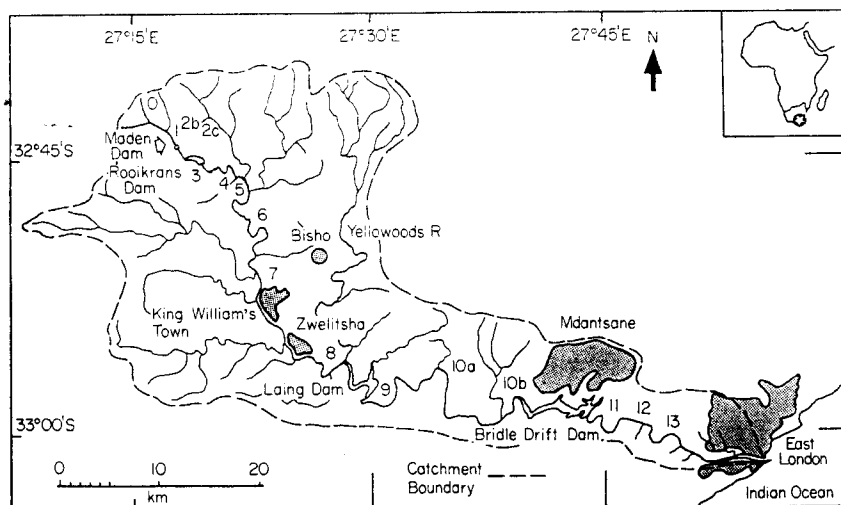 27°15'E
27°30'E
27°45'E
N
0
1
2b
2c
Maden
Dam
32°45'S
Rooikrans
Dam
3
4
5
6
Bisho
Yellowoods R
7
King William's
Town
Zwelitsha
Mdantsane
8
Laing Dam
9
10a
10b
11
12
13
33°00'S
Bridle Drift Dam.
East
London
0
10
20
km
Catchment
Boundary
Indian Ocean